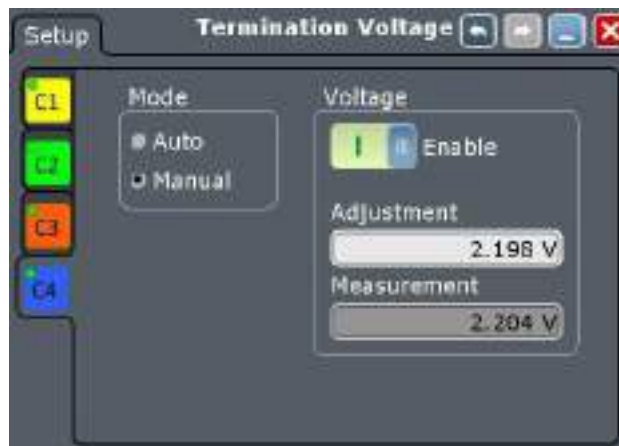 Setup
Termination Voltage
C1
C2
C3
C4
Mode
Auto
Manual
Voltage
Enable
Adjustment
2.198 V
Measurement
2.204 V